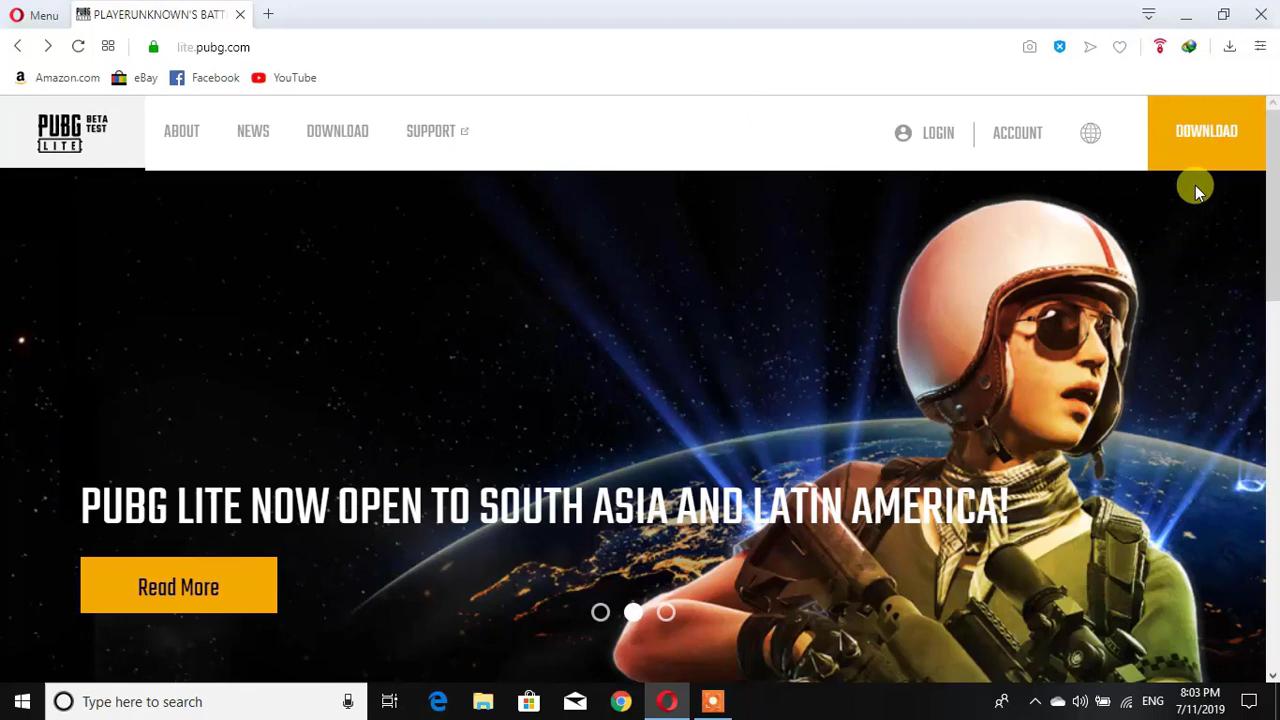 Menu
PUBG LITE PLAYERUNKNOWN'S BATT
lite.pubg.com
a Amazon.com
eBay
Facebook
YouTube
PUBG LITE BETA TEST
ABOUT
NEWS
DOWNLOAD
SUPPORT
LOGIN
ACCOUNT
DOWNLOAD
PUBG LITE NOW OPEN TO SOUTH ASIA AND LATIN AMERICA!
Read More
Type here to search
ENG
8:03 PM
7/11/2019